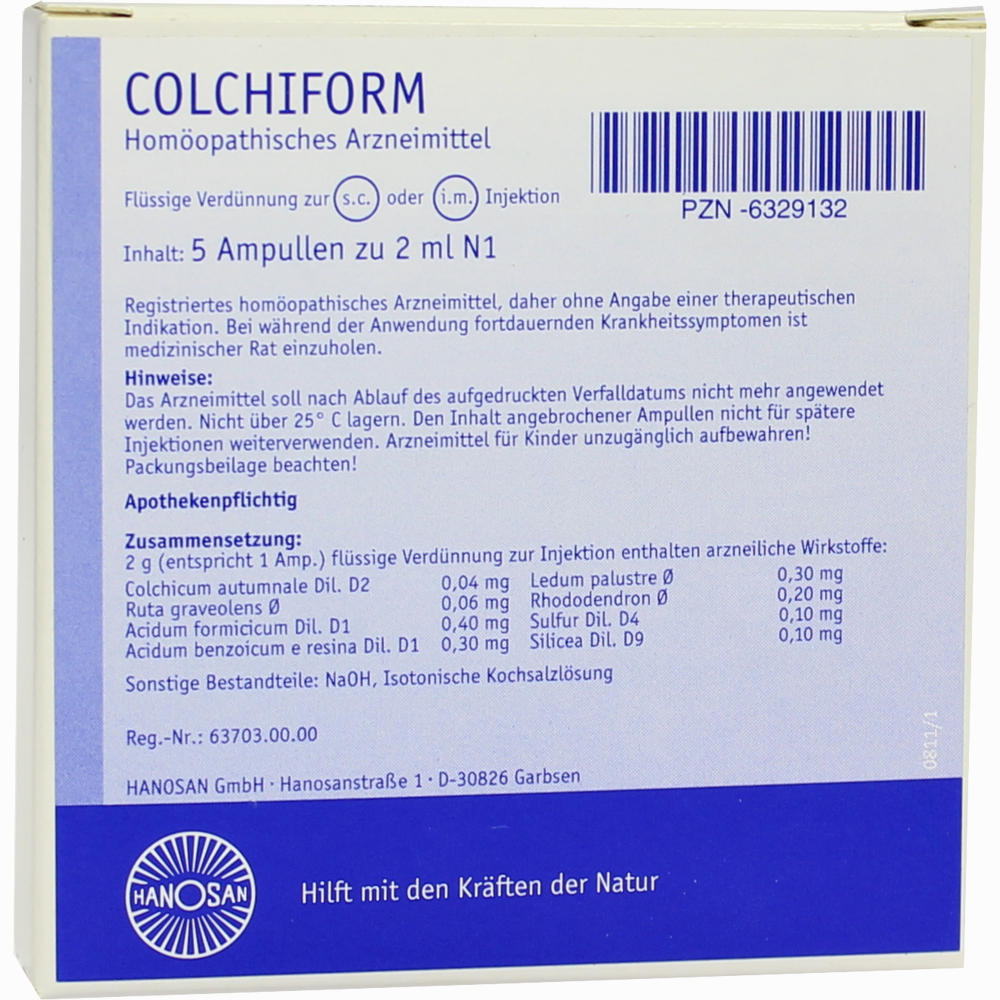 COLCHIFORM
Homöopathisches Arzneimittel
Flüssige Verdünnung zur s.c. oder i.m. Injektion
PZN -6329132
Inhalt: 5 Ampullen zu 2 ml N1
Registriertes homöopathisches Arzneimittel, daher ohne Angabe einer therapeutischen
Indikation. Bei während der Anwendung fortdauernden Krankheitssymptomen ist
medizinischer Rat einzuholen.
Hinweise:
Das Arzneimittel soll nach Ablauf des aufgedruckten Verfalldatums nicht mehr angewendet
werden. Nicht über 25° C lagern. Den Inhalt angebrochener Ampullen nicht für spätere
Injektionen weiterverwenden. Arzneimittel für Kinder unzugänglich aufbewahren!
Packungsbeilage beachten!
Apothekenpflichtig
Zusammensetzung:
2 g (entspricht 1 Amp.) flüssige Verdünnung zur Injektion enthalten arzneiliche Wirkstoffe:
Colchicum autumnale Dil. D2 0,04 mg Ledum palustre Ø 0,30 mg
Ruta graveolens Ø 0,06 mg Rhododendron Ø 0,20 mg
Acidum formicicum Dil. D1 0,40 mg Sulfur Dil. D4 0,10 mg
Acidum benzoicum e resina Dil. D1 0,30 mg Silicea Dil. D9 0,10 mg
Sonstige Bestandteile: NaOH, Isotonische Kochsalzlösung
Reg.-Nr.: 63703.00.00
0811/1
HANOSAN GmbH · Hanosanstraße 1 · D-30826 Garbsen
HANOSAN
Hilft mit den Kräften der Natur